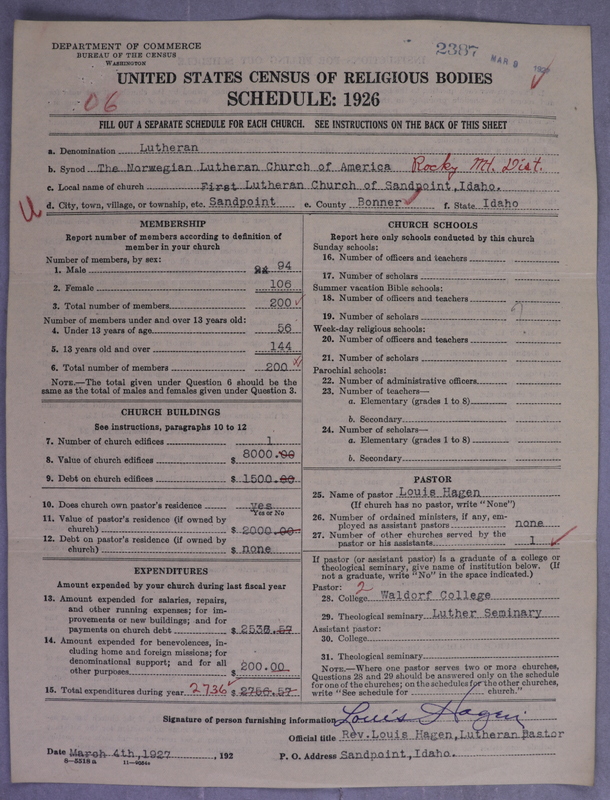 DEPARTMENT OF COMMERCE
BUREAU OF THE CENSUS
WASHINGTON
2387
MAR 9
UNITED STATES CENSUS OF RELIGIOUS BODIES
SCHEDULE: 1926
06
FILL OUT A SEPARATE SCHEDULE FOR EACH CHURCH. SEE INSTRUCTIONS ON THE BACK OF THIS SHEET
a. Denomination Lutheran
b. Synod The Norwegian Lutheran Church of America Rocky Mt. Dist.
c. Local name of church First Lutheran Church of Sandpoint, Idaho.
d. City, town, village, or township, etc. Sandpoint e. County Bonner f. State Idaho
MEMBERSHIP
Report number of members according to definition of
member in your church
Number of members, by sex:
1. Male 94
2. Female 106
3. Total number of members 200
Number of members under and over 13 years old:
4. Under 13 years of age 56
5. 13 years old and over 144
6. Total number of members 200
NOTE.—The total given under Question 6 should be
same as the total of males and females given under Question 3.
CHURCH BUILDINGS
See instructions, paragraphs 10 to 12
7. Number of church edifices 1
8. Value of church edifices $ 8000.00
9. Debt on church edifices $ 1500.00
10. Does church own pastor's residence yes
Yes or No
11. Value of pastor's residence (if owned by
church) $ 2000.00
12. Debt on pastor's residence (if owned by
church) $ none
EXPENDITURES
Amount expended by your church during last fiscal year
13. Amount expended for salaries, repairs,
and other running expenses; for im-
provements or new buildings; and for
payments on church debt $ 2536.57
14. Amount expended for benevolences, in-
cluding home and foreign missions; for
denominational support; and for all
other purposes $ 200.00
15. Total expenditures during year 2736 $ 2756.57
CHURCH SCHOOLS
Report here only schools conducted by this church
Sunday schools:
16. Number of officers and teachers
17. Number of scholars
Summer vacation Bible schools:
18. Number of officers and teachers
19. Number of scholars ?
Week-day religious schools:
20. Number of officers and teachers
21. Number of scholars
Parochial schools:
22. Number of administrative officers
23. Number of teachers—
a. Elementary (grades 1 to 8)
b. Secondary
24. Number of scholars—
a. Elementary (grades 1 to 8)
b. Secondary
PASTOR
25. Name of pastor Louis Hagen
(If church has no pastor, write "None")
26. Number of ordained ministers, if any, em-
ployed as assistant pastors none
27. Number of other churches served by the
pastor or his assistants 1
If pastor (or assistant pastor) is a graduate of a college or
theological seminary, give name of institution below. (If
not a graduate, write "No" in the space indicated.)
Pastor: 2
28. College Waldorf College
29. Theological seminary Luther Seminary
Assistant pastor:
30. College
31. Theological seminary
NOTE.—Where one pastor serves two or more churches,
Questions 28 and 29 should be answered only on the schedule
for one of the churches; on the schedules for the other churches,
write "See schedule for church."
Signature of person furnishing information Louis Hagen
Official title Rev. Louis Hagen, Lutheran Pastor
Date March 4th, 1927, 192 P. O. Address Sandpoint, Idaho.
8—5518a